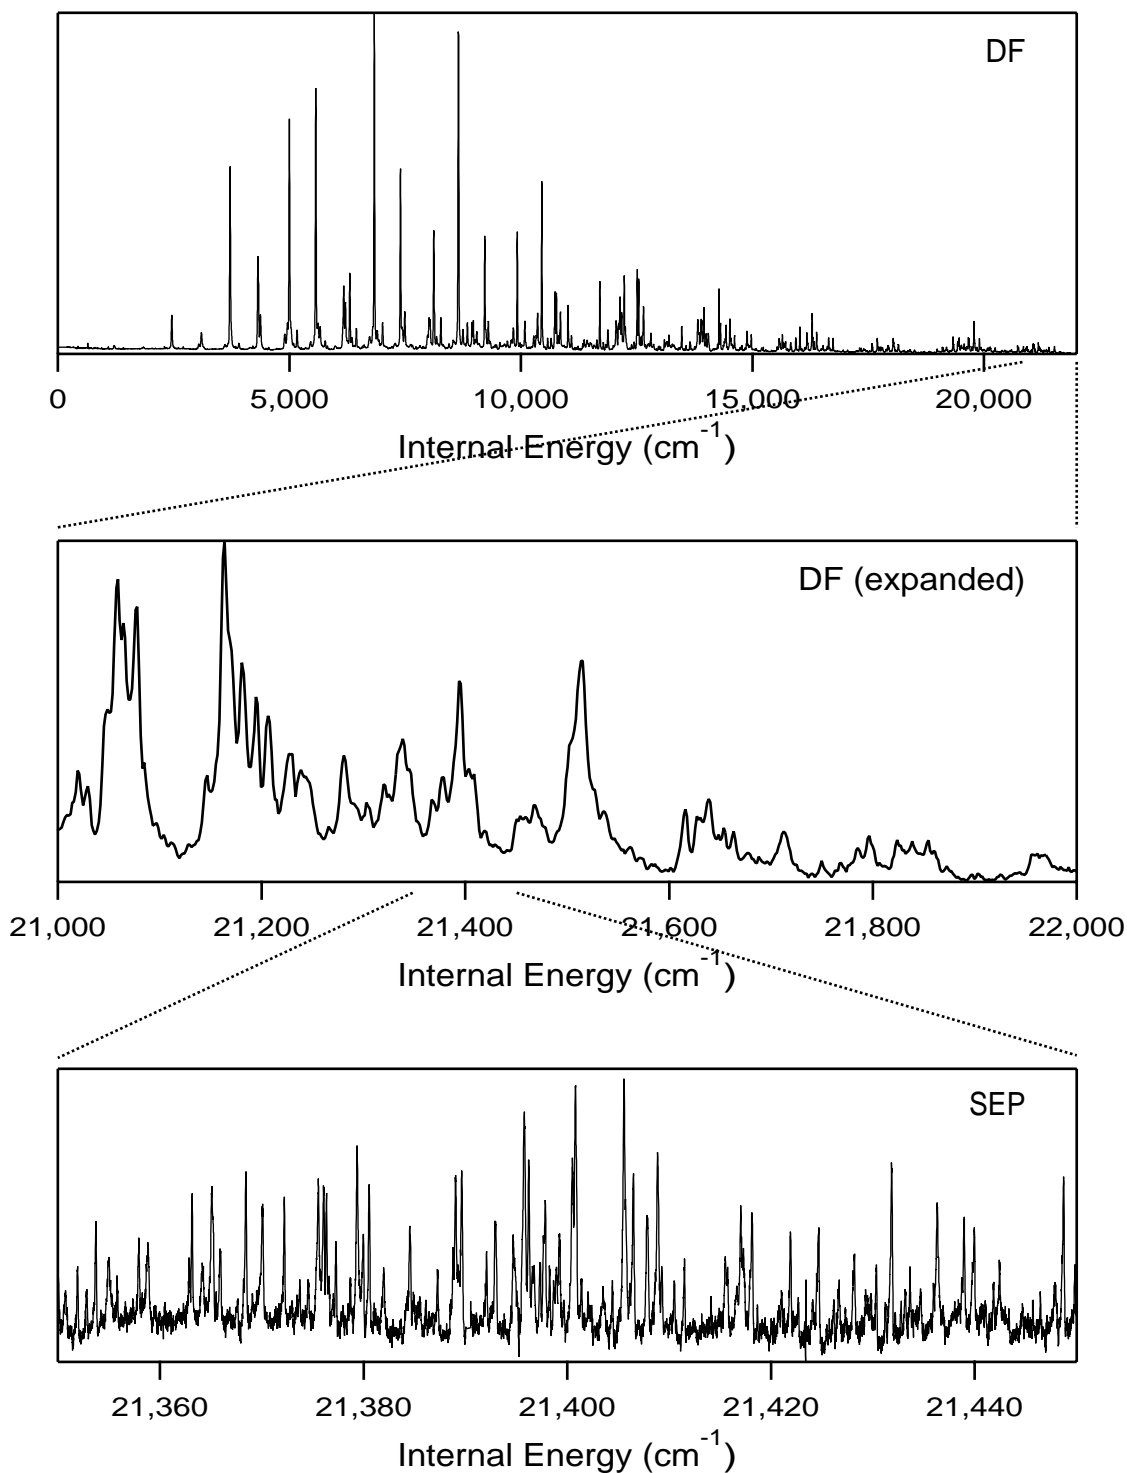 DF
0 5,000 10,000 15,000 20,000
Internal Energy (cm-1)
DF (expanded)
21,000 21,200 21,400 21,600 21,800 22,000
Internal Energy (cm-1)
SEP
21,360 21,380 21,400 21,420 21,440
Internal Energy (cm-1)